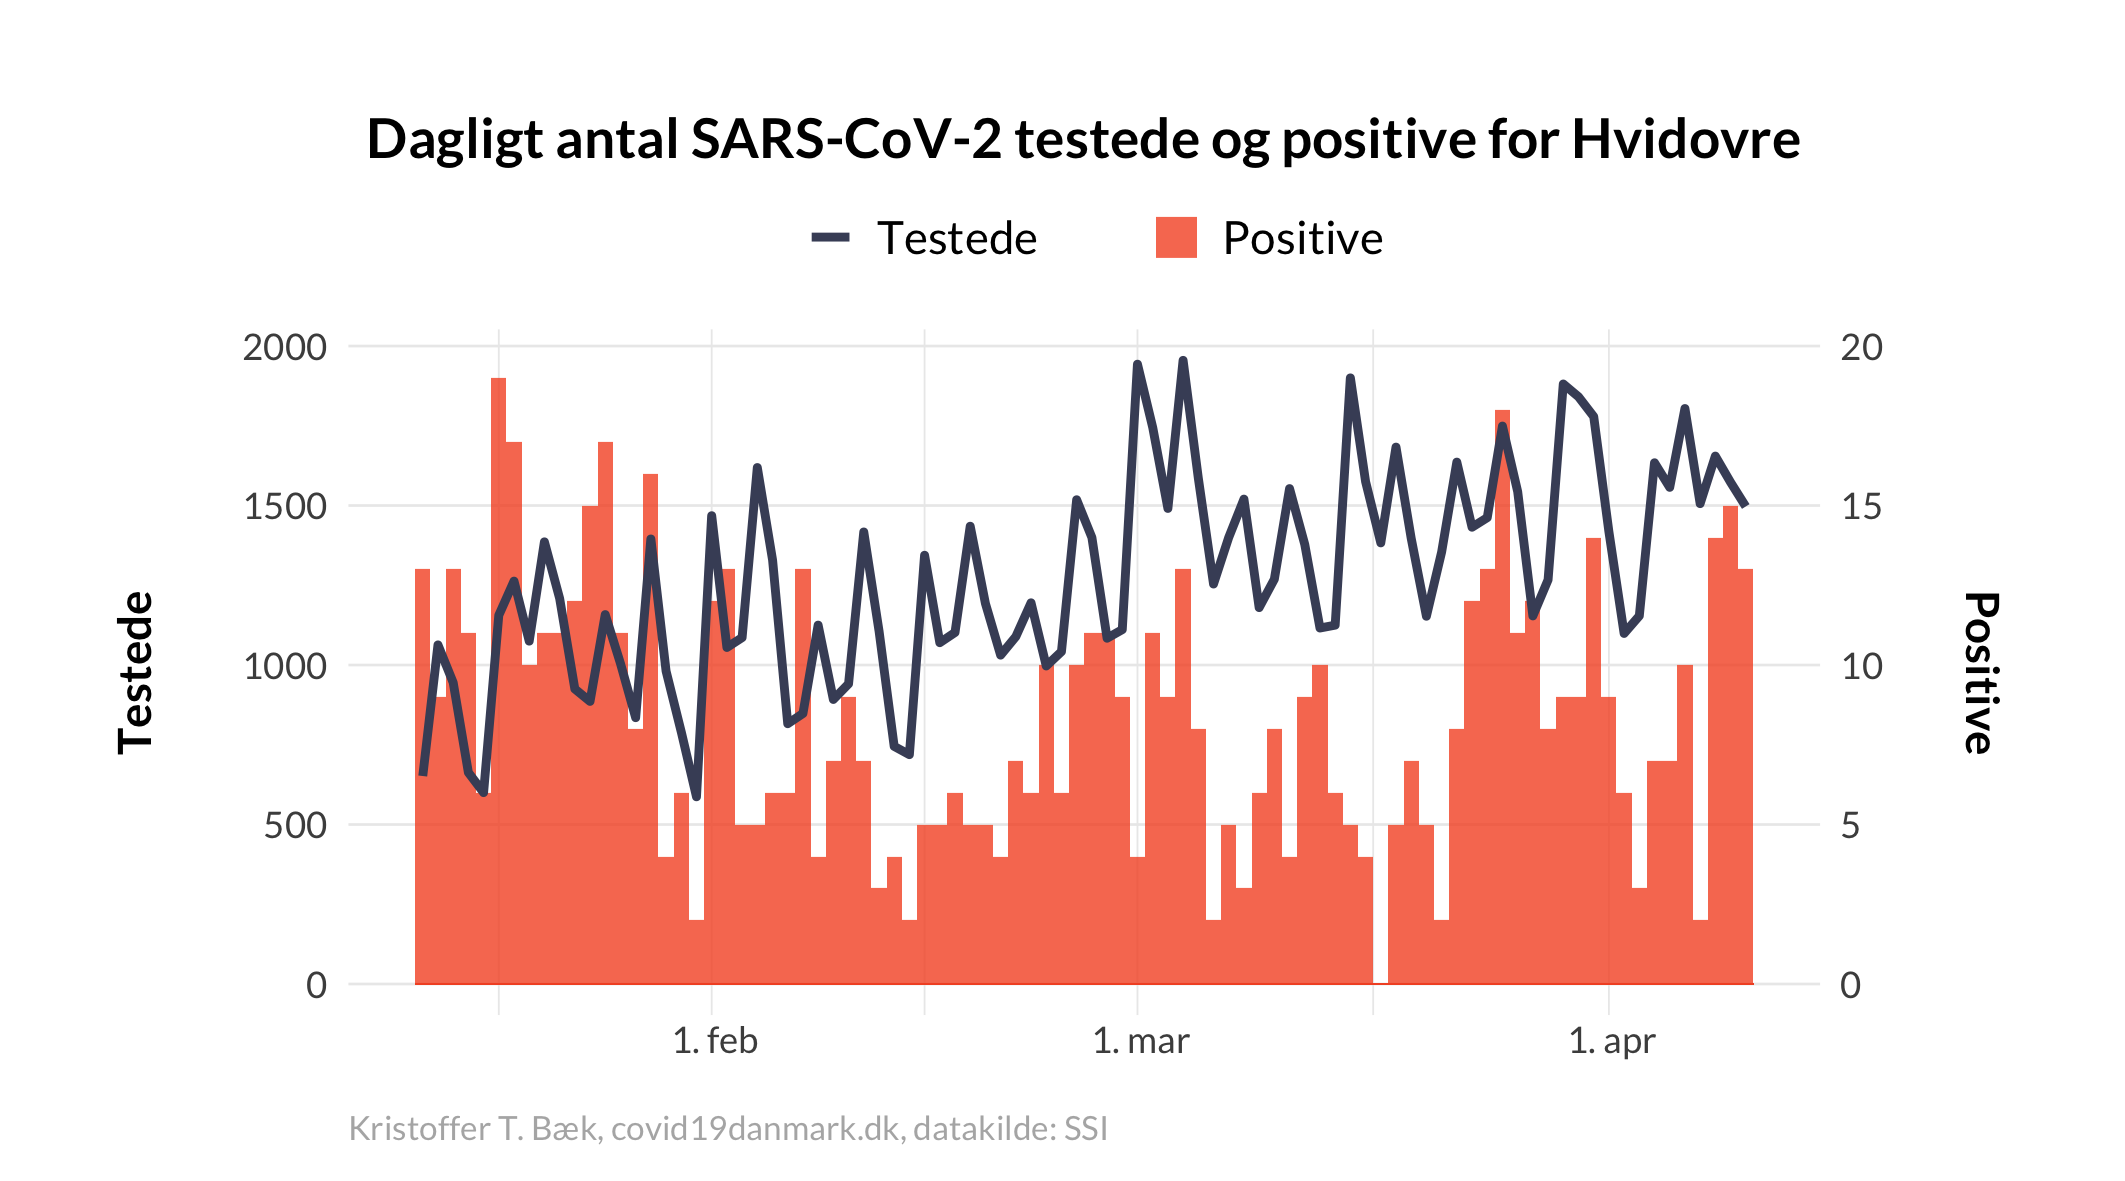 Dagligt antal SARS-CoV-2 testede og positive for Hvidovre
Testede
Positive
2000
1500
1000
500
0
Testede
20
15
10
5
0
Positive
1. feb
1. mar
1. apr
Kristoffer T. Bæk, covid19danmark.dk, datakilde: SSI